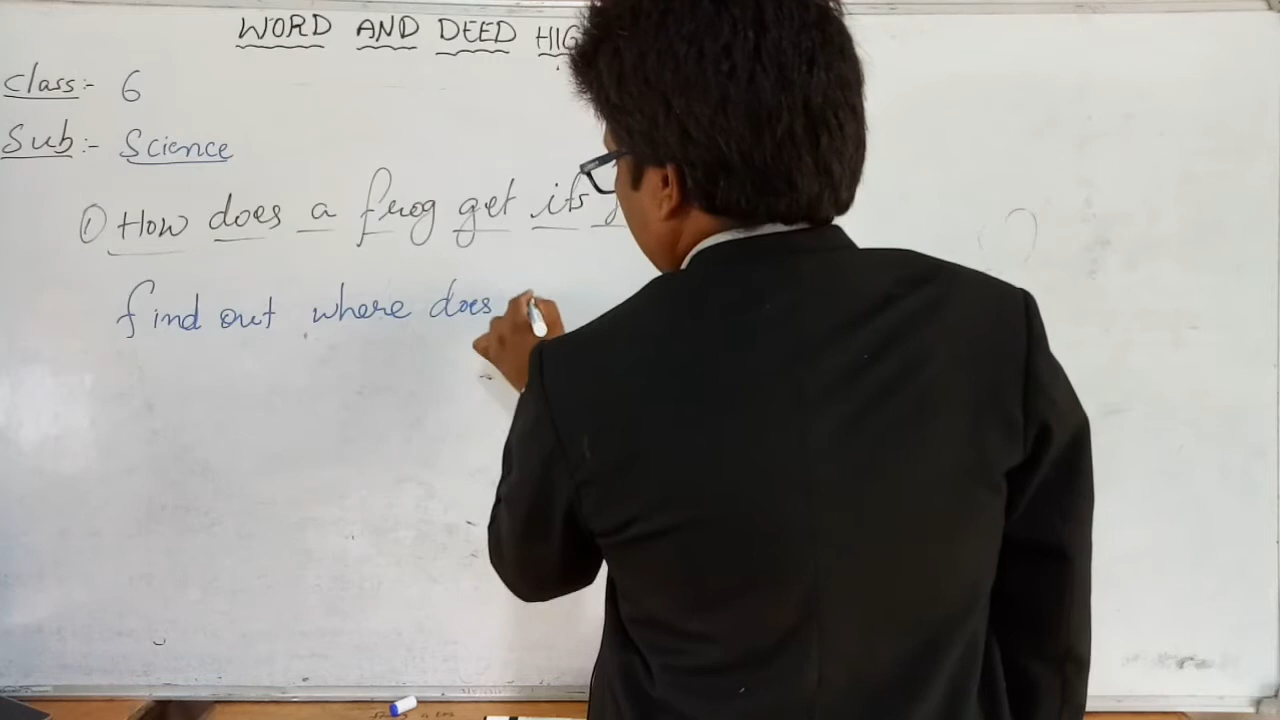 WORD AND DEED HIG
Class:- 6
Sub:- Science
① How does a frog get its
find out where does